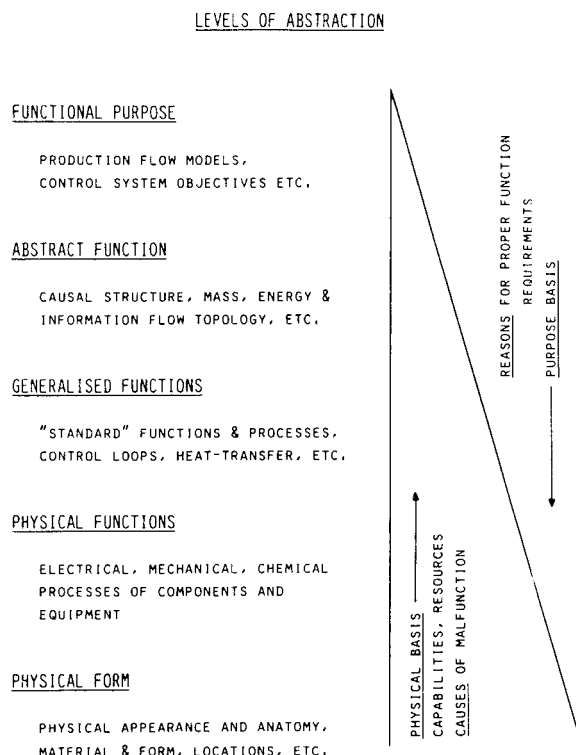 LEVELS OF ABSTRACTION
FUNCTIONAL PURPOSE
PRODUCTION FLOW MODELS,
CONTROL SYSTEM OBJECTIVES ETC.
ABSTRACT FUNCTION
CAUSAL STRUCTURE, MASS, ENERGY &
INFORMATION FLOW TOPOLOGY, ETC.
GENERALISED FUNCTIONS
"STANDARD" FUNCTIONS & PROCESSES,
CONTROL LOOPS, HEAT-TRANSFER, ETC.
PHYSICAL FUNCTIONS
ELECTRICAL, MECHANICAL, CHEMICAL
PROCESSES OF COMPONENTS AND
EQUIPMENT
PHYSICAL FORM
PHYSICAL APPEARANCE AND ANATOMY,
MATERIAL & FORM, LOCATIONS, ETC.
REASONS FOR PROPER FUNCTION
REQUIREMENTS
PURPOSE BASIS
PHYSICAL BASIS
CAPABILITIES, RESOURCES
CAUSES OF MALFUNCTION